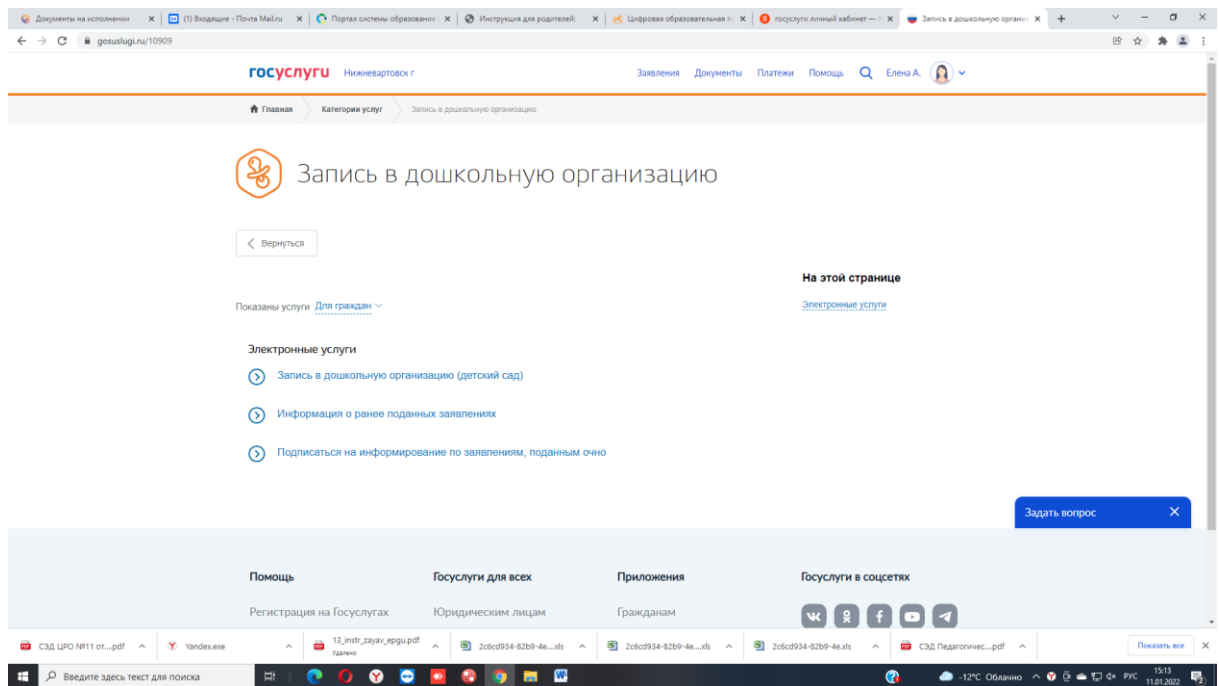 Документы на исполнении
(1) Входящие - Почта Mail.ru
Портал системы образования
Инструкция для родителей:
Цифровая образовательная пл
госуслуги личный кабинет —
Запись в дошкольную органи
gosuslugi.ru/10909
госуслуги Нижневартовск г
Заявления Документы Платежи Помощь Елена А.
Главная Категории услуг Запись в дошкольную организацию
Запись в дошкольную организацию
Вернуться
На этой странице
Показаны услуги Для граждан
Электронные услуги
Электронные услуги
Запись в дошкольную организацию (детский сад)
Информация о ранее поданных заявлениях
Подписаться на информирование по заявлениям, поданным очно
Задать вопрос
Помощь Госуслуги для всех Приложения Госуслуги в соцсетях
Регистрация на Госуслугах Юридическим лицам Гражданам
СЭД ЦРО №11 от....pdf
Yandex.exe
13_instr_zayav_epgu.pdf
Удалено
2c6cd934-82b9-4e....xls
2c6cd934-82b9-4e....xls
2c6cd934-82b9-4e.xls
СЭД Педагогичес....pdf
Показать все
Введите здесь текст для поиска
-12°C Облачно
РУС
15:13
11.01.2022